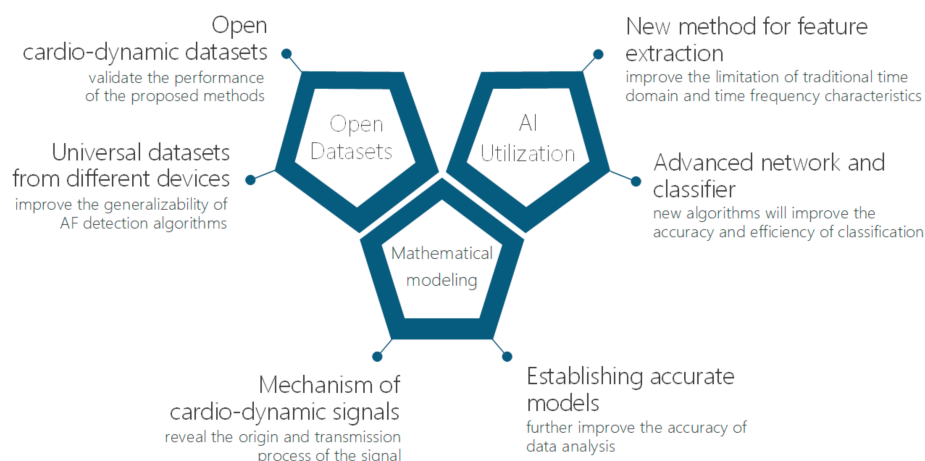 Open
cardio-dynamic datasets
validate the performance
of the proposed methods
Universal datasets
from different devices
improve the generalizability of
AF detection algorithms
Open
Datasets
AI
Utilization
New method for feature
extraction
improve the limitation of traditional time
domain and time frequency characteristics
Advanced network and
classifier
new algorithms will improve the
accuracy and efficiency of classification
Mathematical
modeling
Mechanism of
cardio-dynamic signals
reveal the origin and transmission
process of the signal
Establishing accurate
models
further improve the accuracy of
data analysis